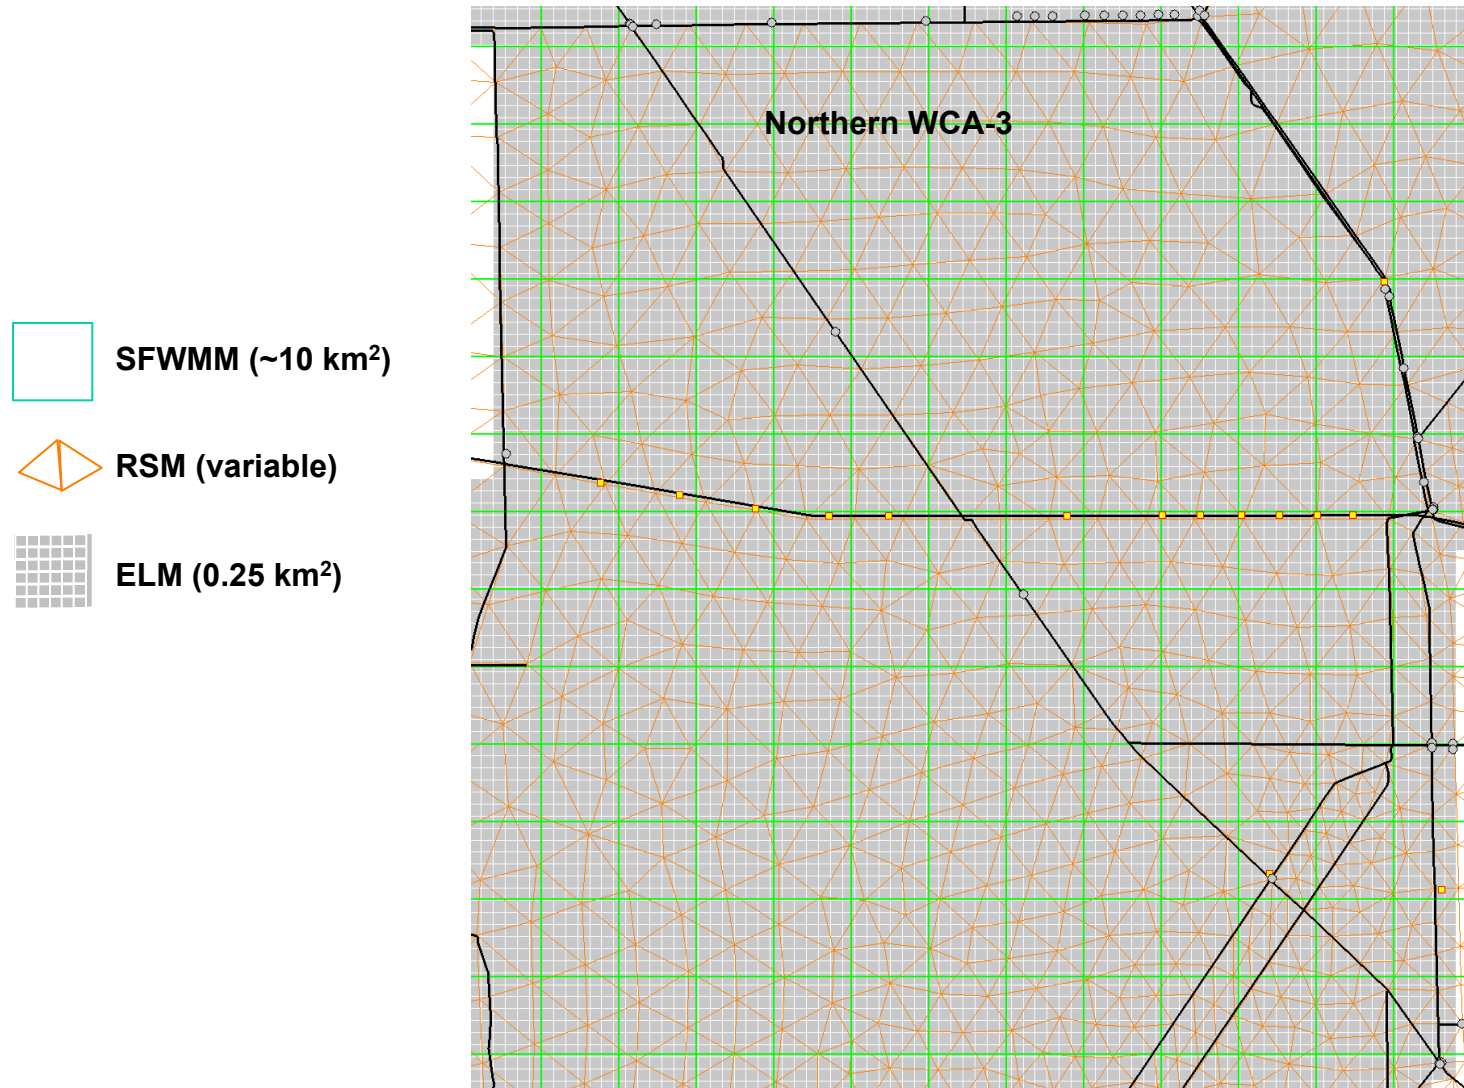 Northern WCA-3
SFWMM (~10 km²)
RSM (variable)
ELM (0.25 km²)